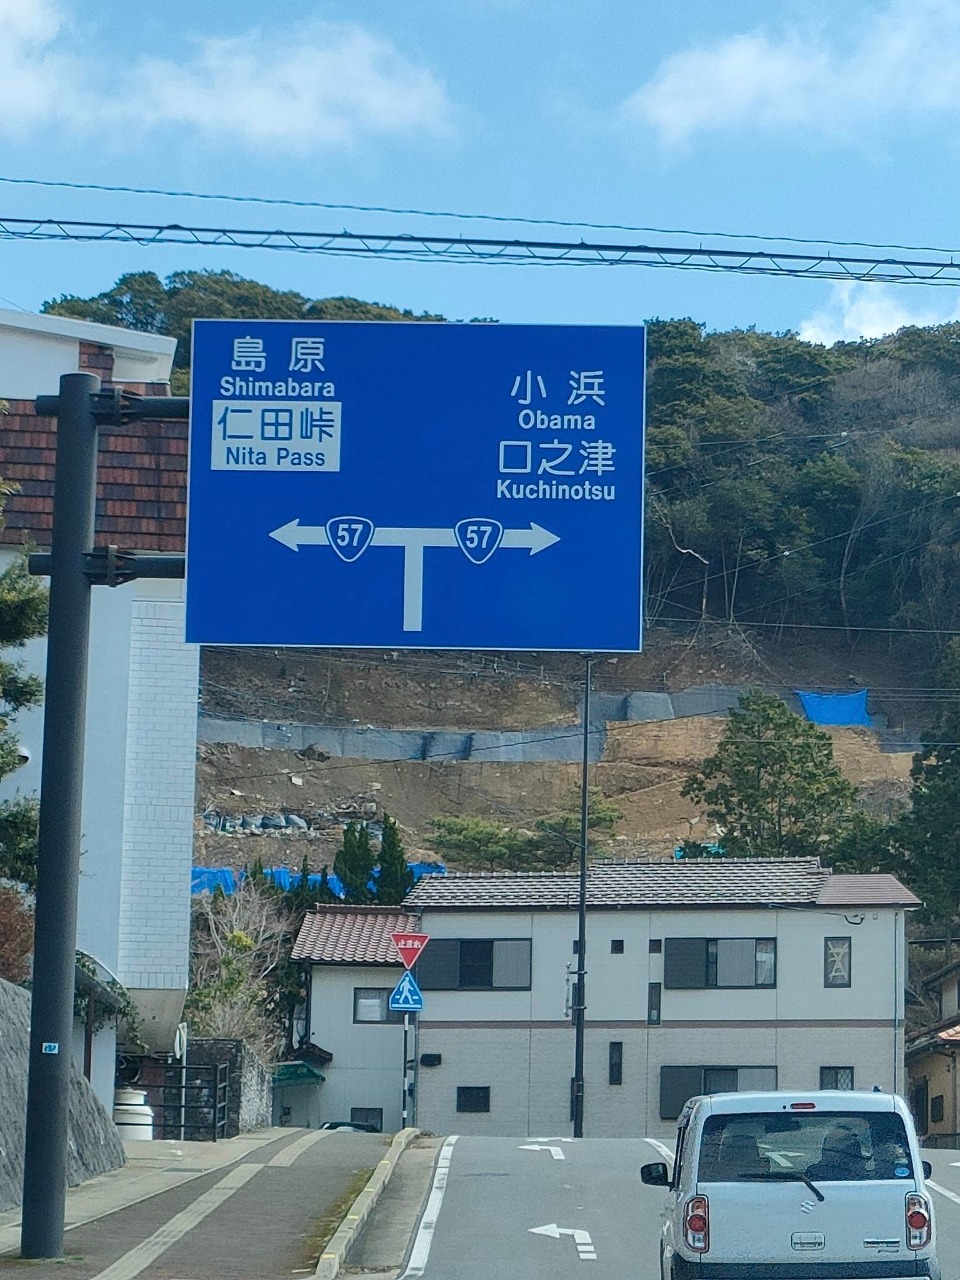 島原
Shimabara
仁田峠
Nita Pass
小浜
Obama
口之津
Kuchinotsu
57
57
止まれ